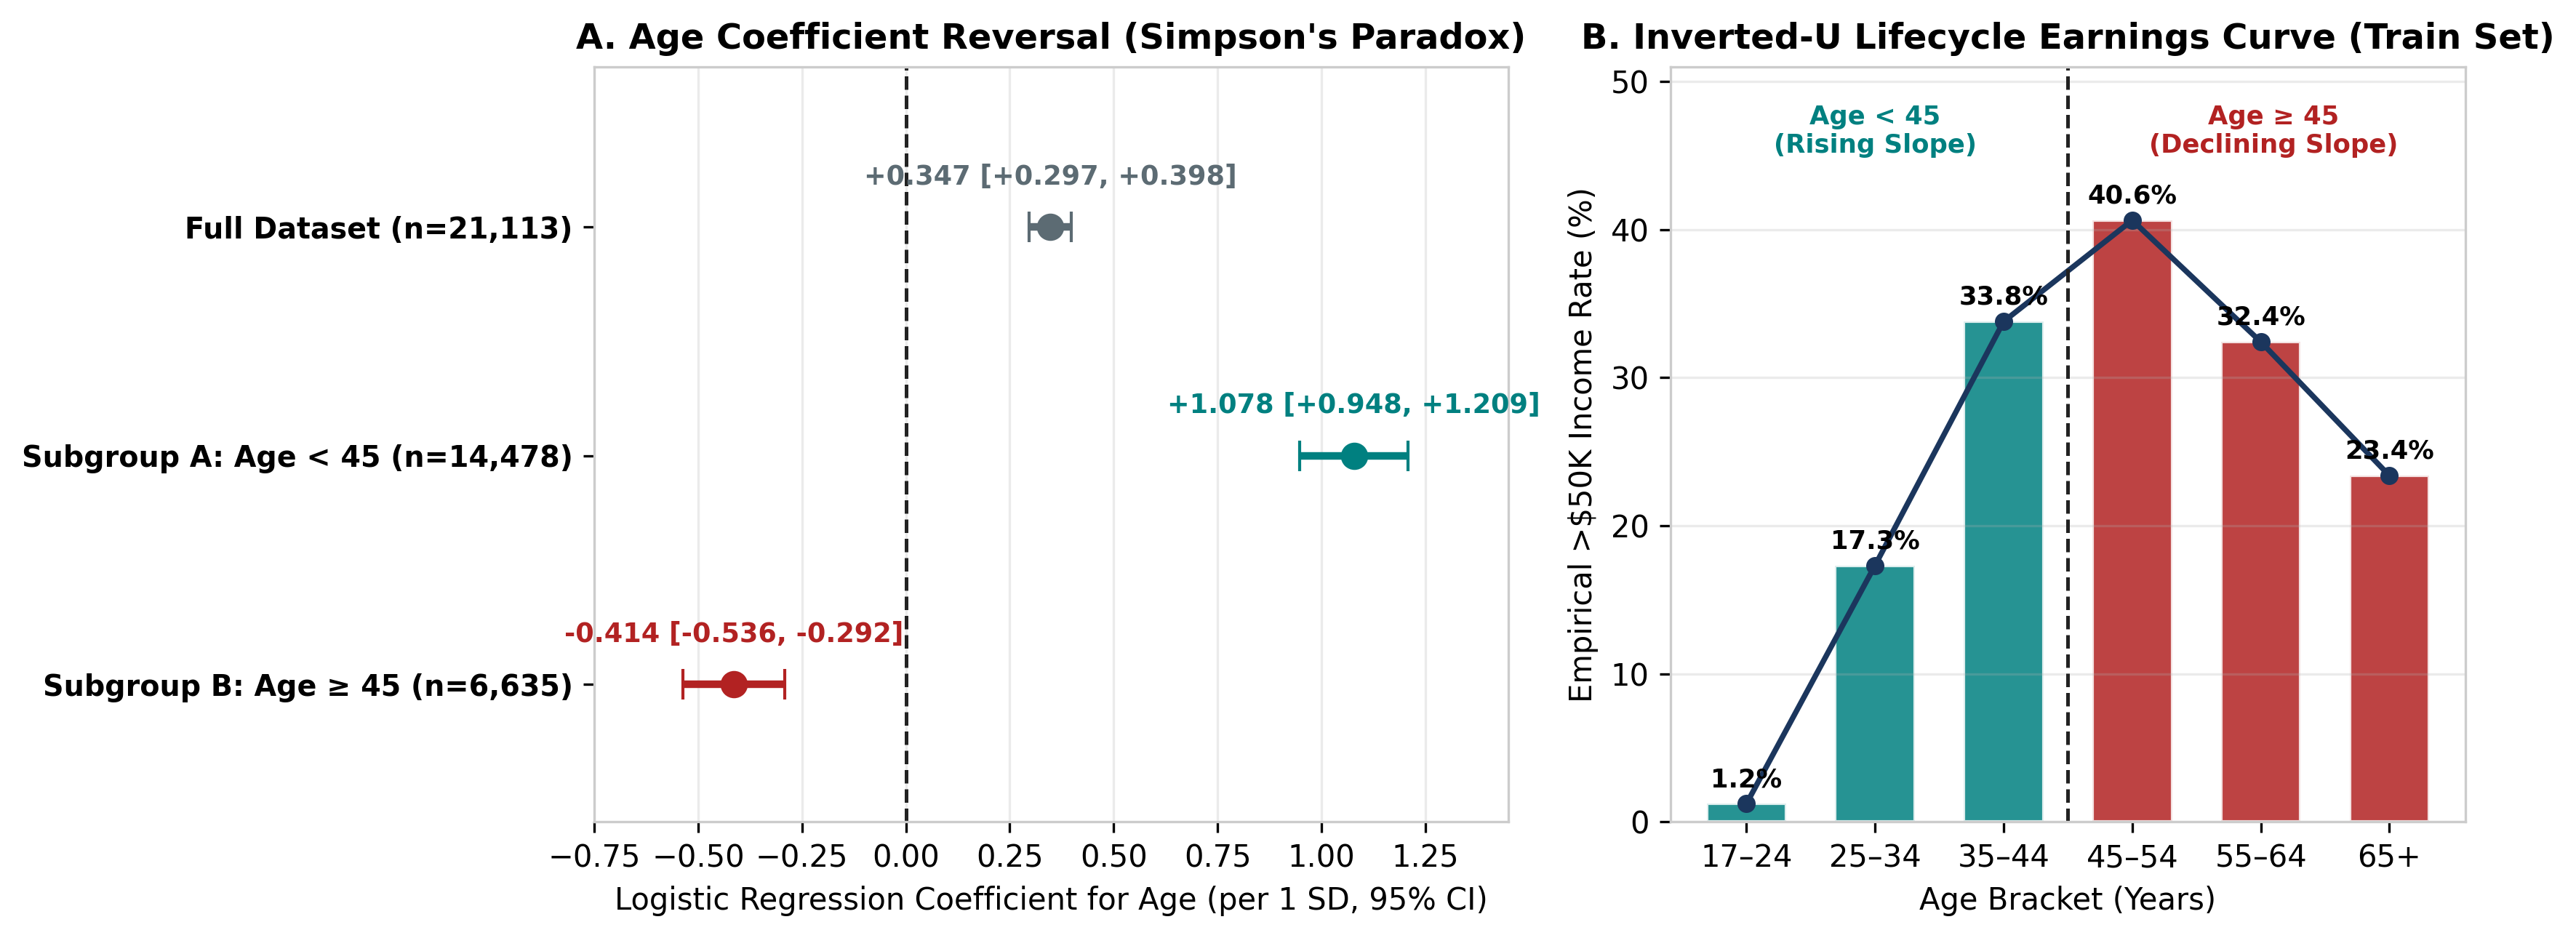 A. Age Coefficient Reversal (Simpson's Paradox)
+0.347 [+0.297, +0.398]
Full Dataset (n=21,113)
+1.078 [+0.948, +1.209]
Subgroup A: Age < 45 (n=14,478)
-0.414 [-0.536, -0.292]
Subgroup B: Age ≥ 45 (n=6,635)
−0.75 −0.50 −0.25 0.00 0.25 0.50 0.75 1.00 1.25
Logistic Regression Coefficient for Age (per 1 SD, 95% CI)
B. Inverted-U Lifecycle Earnings Curve (Train Set)
Empirical >$50K Income Rate (%)
50
40
30
20
10
0
Age < 45
(Rising Slope)
Age ≥ 45
(Declining Slope)
1.2%
17.3%
33.8%
40.6%
32.4%
23.4%
17–24 25–34 35–44 45–54 55–64 65+
Age Bracket (Years)